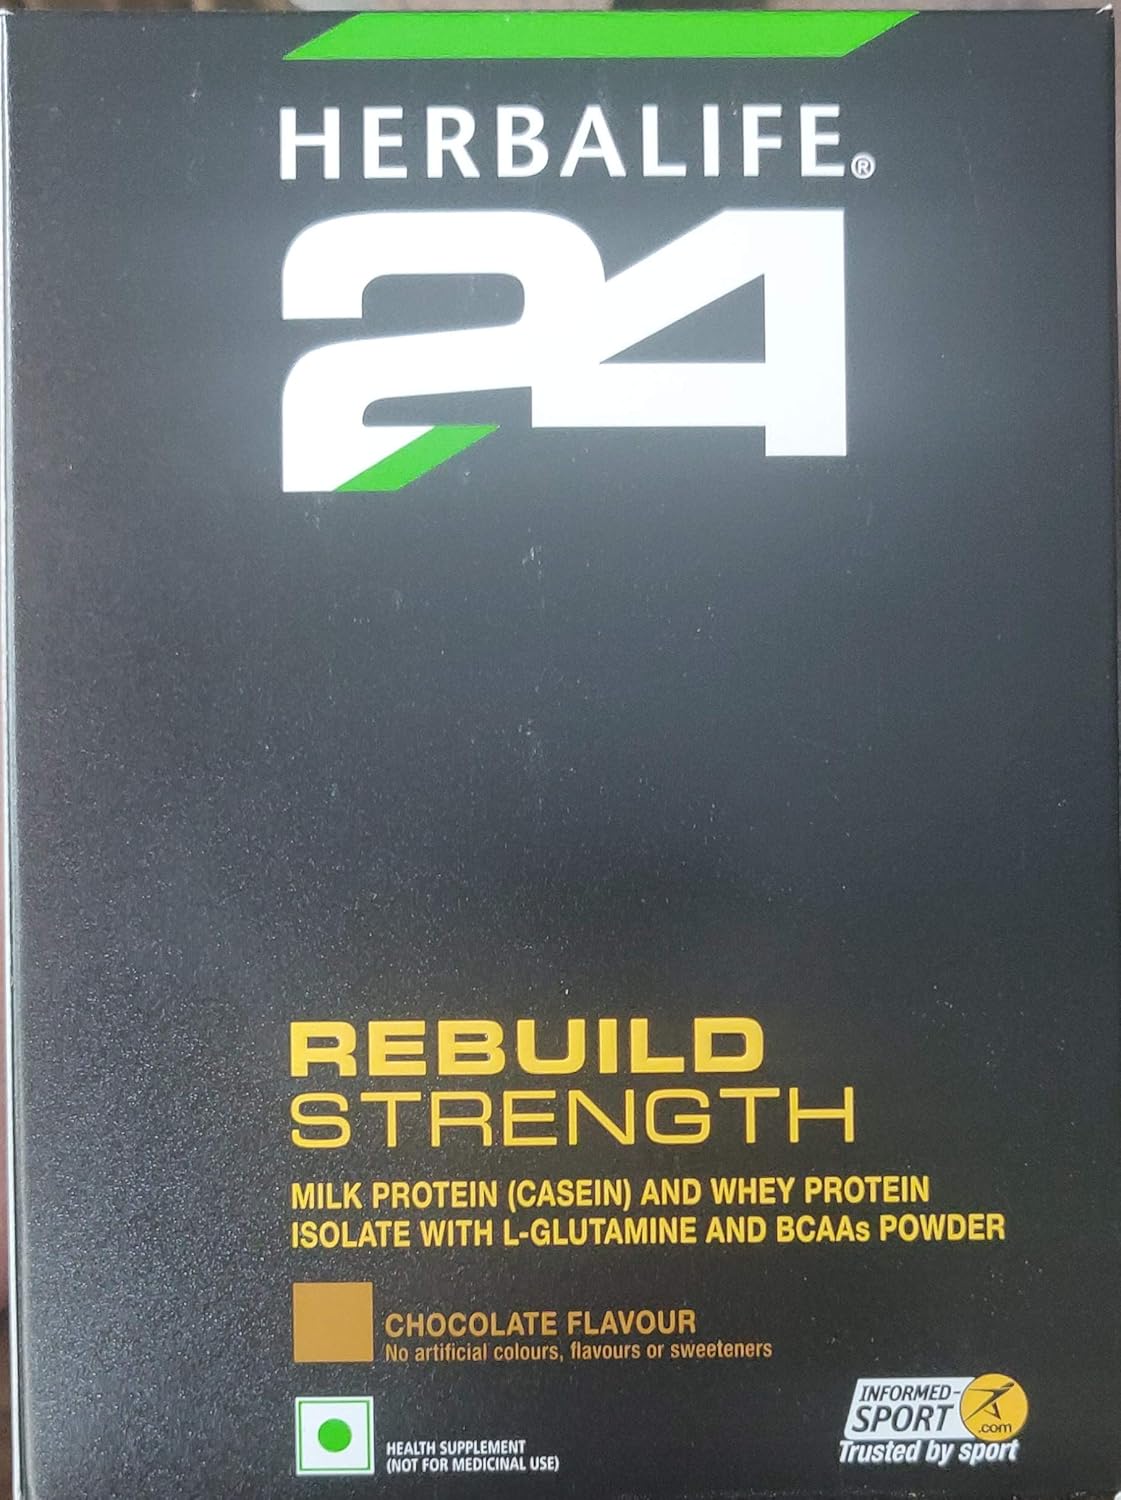 HERBALIFE®
24
REBUILD
STRENGTH
MILK PROTEIN (CASEIN) AND WHEY PROTEIN
ISOLATE WITH L-GLUTAMINE AND BCAAs POWDER
CHOCOLATE FLAVOUR
No artificial colours, flavours or sweeteners
HEALTH SUPPLEMENT
(NOT FOR MEDICINAL USE)
INFORMED-
SPORT
.com
Trusted by sport